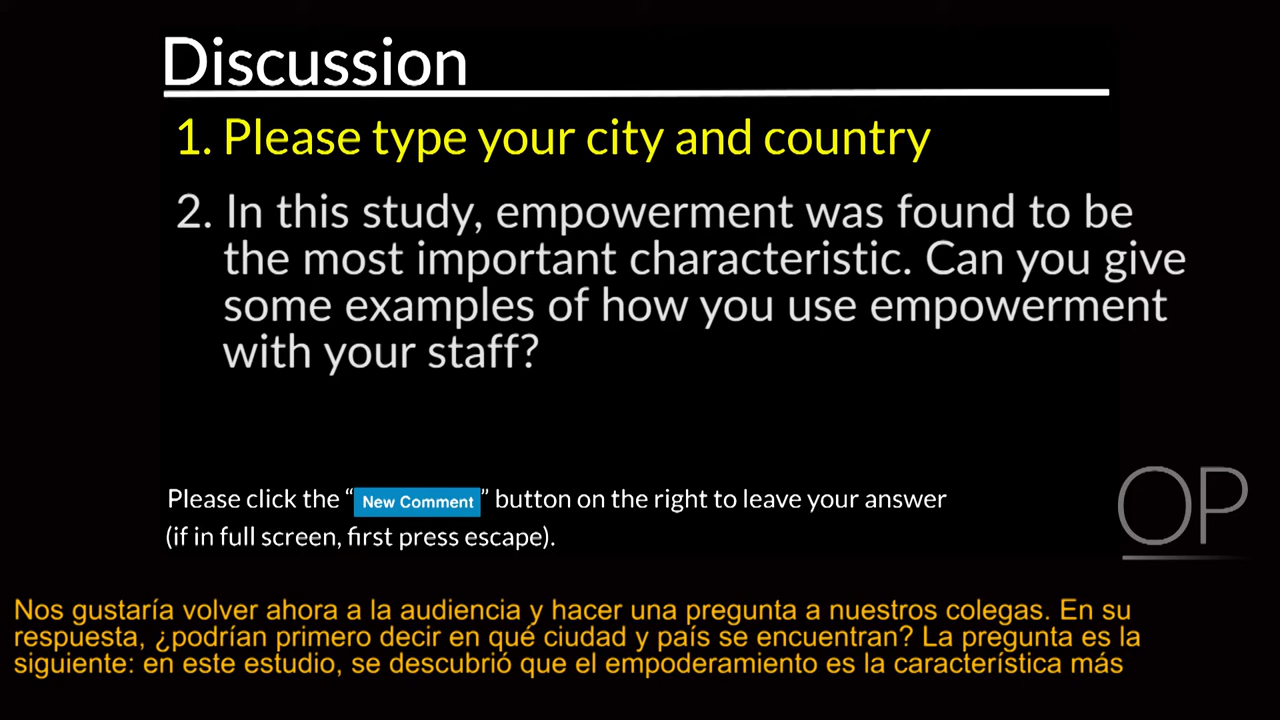 Discussion
1. Please type your city and country
2. In this study, empowerment was found to be
the most important characteristic. Can you give
some examples of how you use empowerment
with your staff?
Please click the “New Comment” button on the right to leave your answer
(if in full screen, first press escape).
OP
Nos gustaría volver ahora a la audiencia y hacer una pregunta a nuestros colegas. En su
respuesta, ¿podrían primero decir en qué ciudad y país se encuentran? La pregunta es la
siguiente: en este estudio, se descubrió que el empoderamiento es la característica más